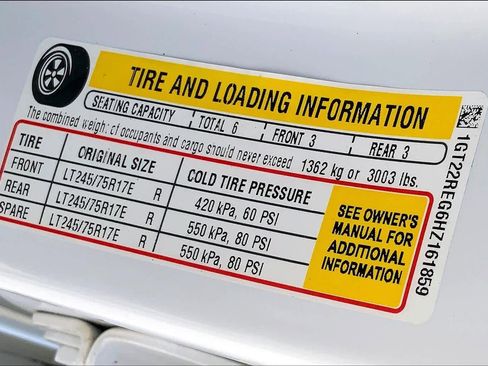 TIRE AND LOADING INFORMATION
SEATING CAPACITY TOTAL 6 FRONT 3 REAR 3
The combined weight of occupants and cargo should never exceed 1362 kg or 3003 lbs.
TIRE ORIGINAL SIZE COLD TIRE PRESSURE
FRONT LT245/75R17E R 420 kPa, 60 PSI
REAR LT245/75R17E R 550 kPa, 80 PSI
SPARE LT245/75R17E R 550 kPa, 80 PSI
SEE OWNER'S
MANUAL FOR
ADDITIONAL
INFORMATION
1GT22REG6HZ161859